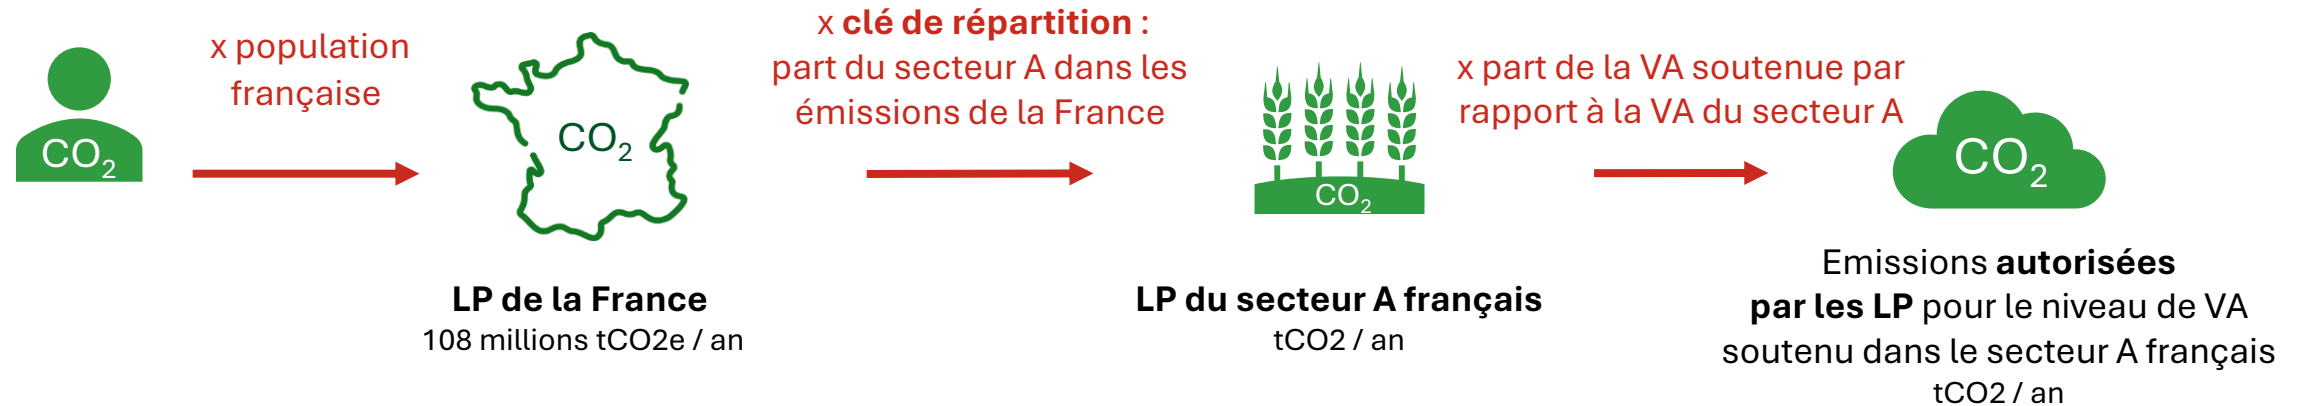 CO2
x population
française
CO2
LP de la France
108 millions tCO2e / an
x clé de répartition :
part du secteur A dans les
émissions de la France
CO2
LP du secteur A français
tCO2 / an
x part de la VA soutenue par
rapport à la VA du secteur A
CO2
Emissions autorisées
par les LP pour le niveau de VA
soutenu dans le secteur A français
tCO2 / an